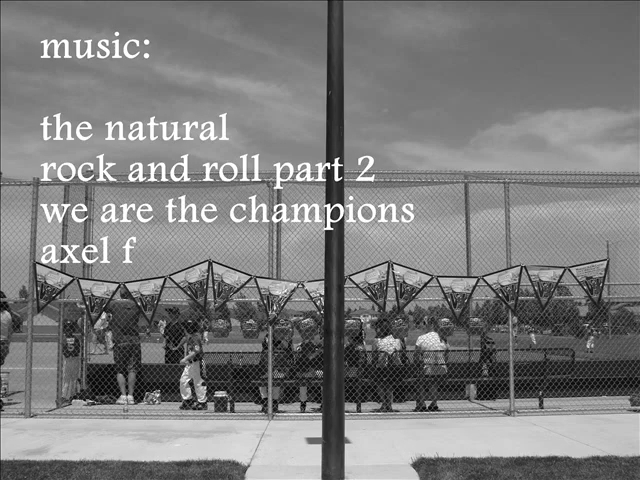 music:
the natural
rock and roll part 2
we are the champions
axel f